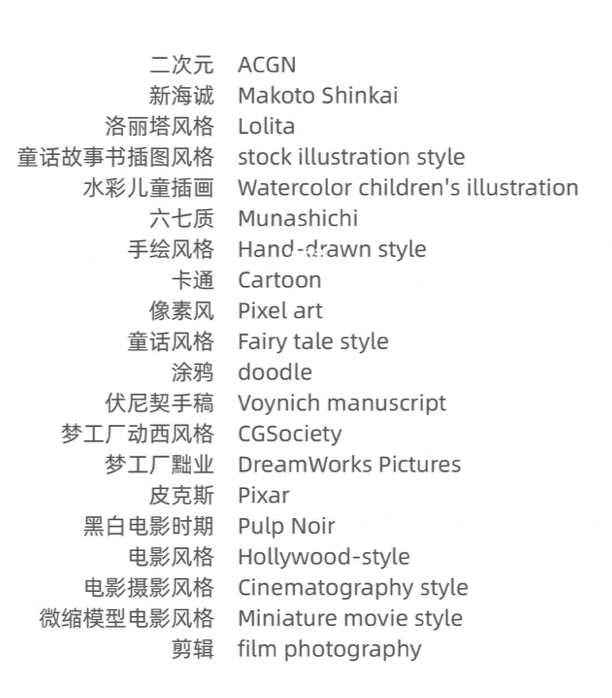 二次元 ACGN
新海诚 Makoto Shinkai
洛丽塔风格 Lolita
童话故事书插图风格 stock illustration style
水彩儿童插画 Watercolor children's illustration
六七质 Munashichi
手绘风格 Hand-drawn style
卡通 Cartoon
像素风 Pixel art
童话风格 Fairy tale style
涂鸦 doodle
伏尼契手稿 Voynich manuscript
梦工厂动西风格 CGSociety
梦工厂黜业 DreamWorks Pictures
皮克斯 Pixar
黑白电影时期 Pulp Noir
电影风格 Hollywood-style
电影摄影风格 Cinematography style
微缩模型电影风格 Miniature movie style
剪辑 film photography